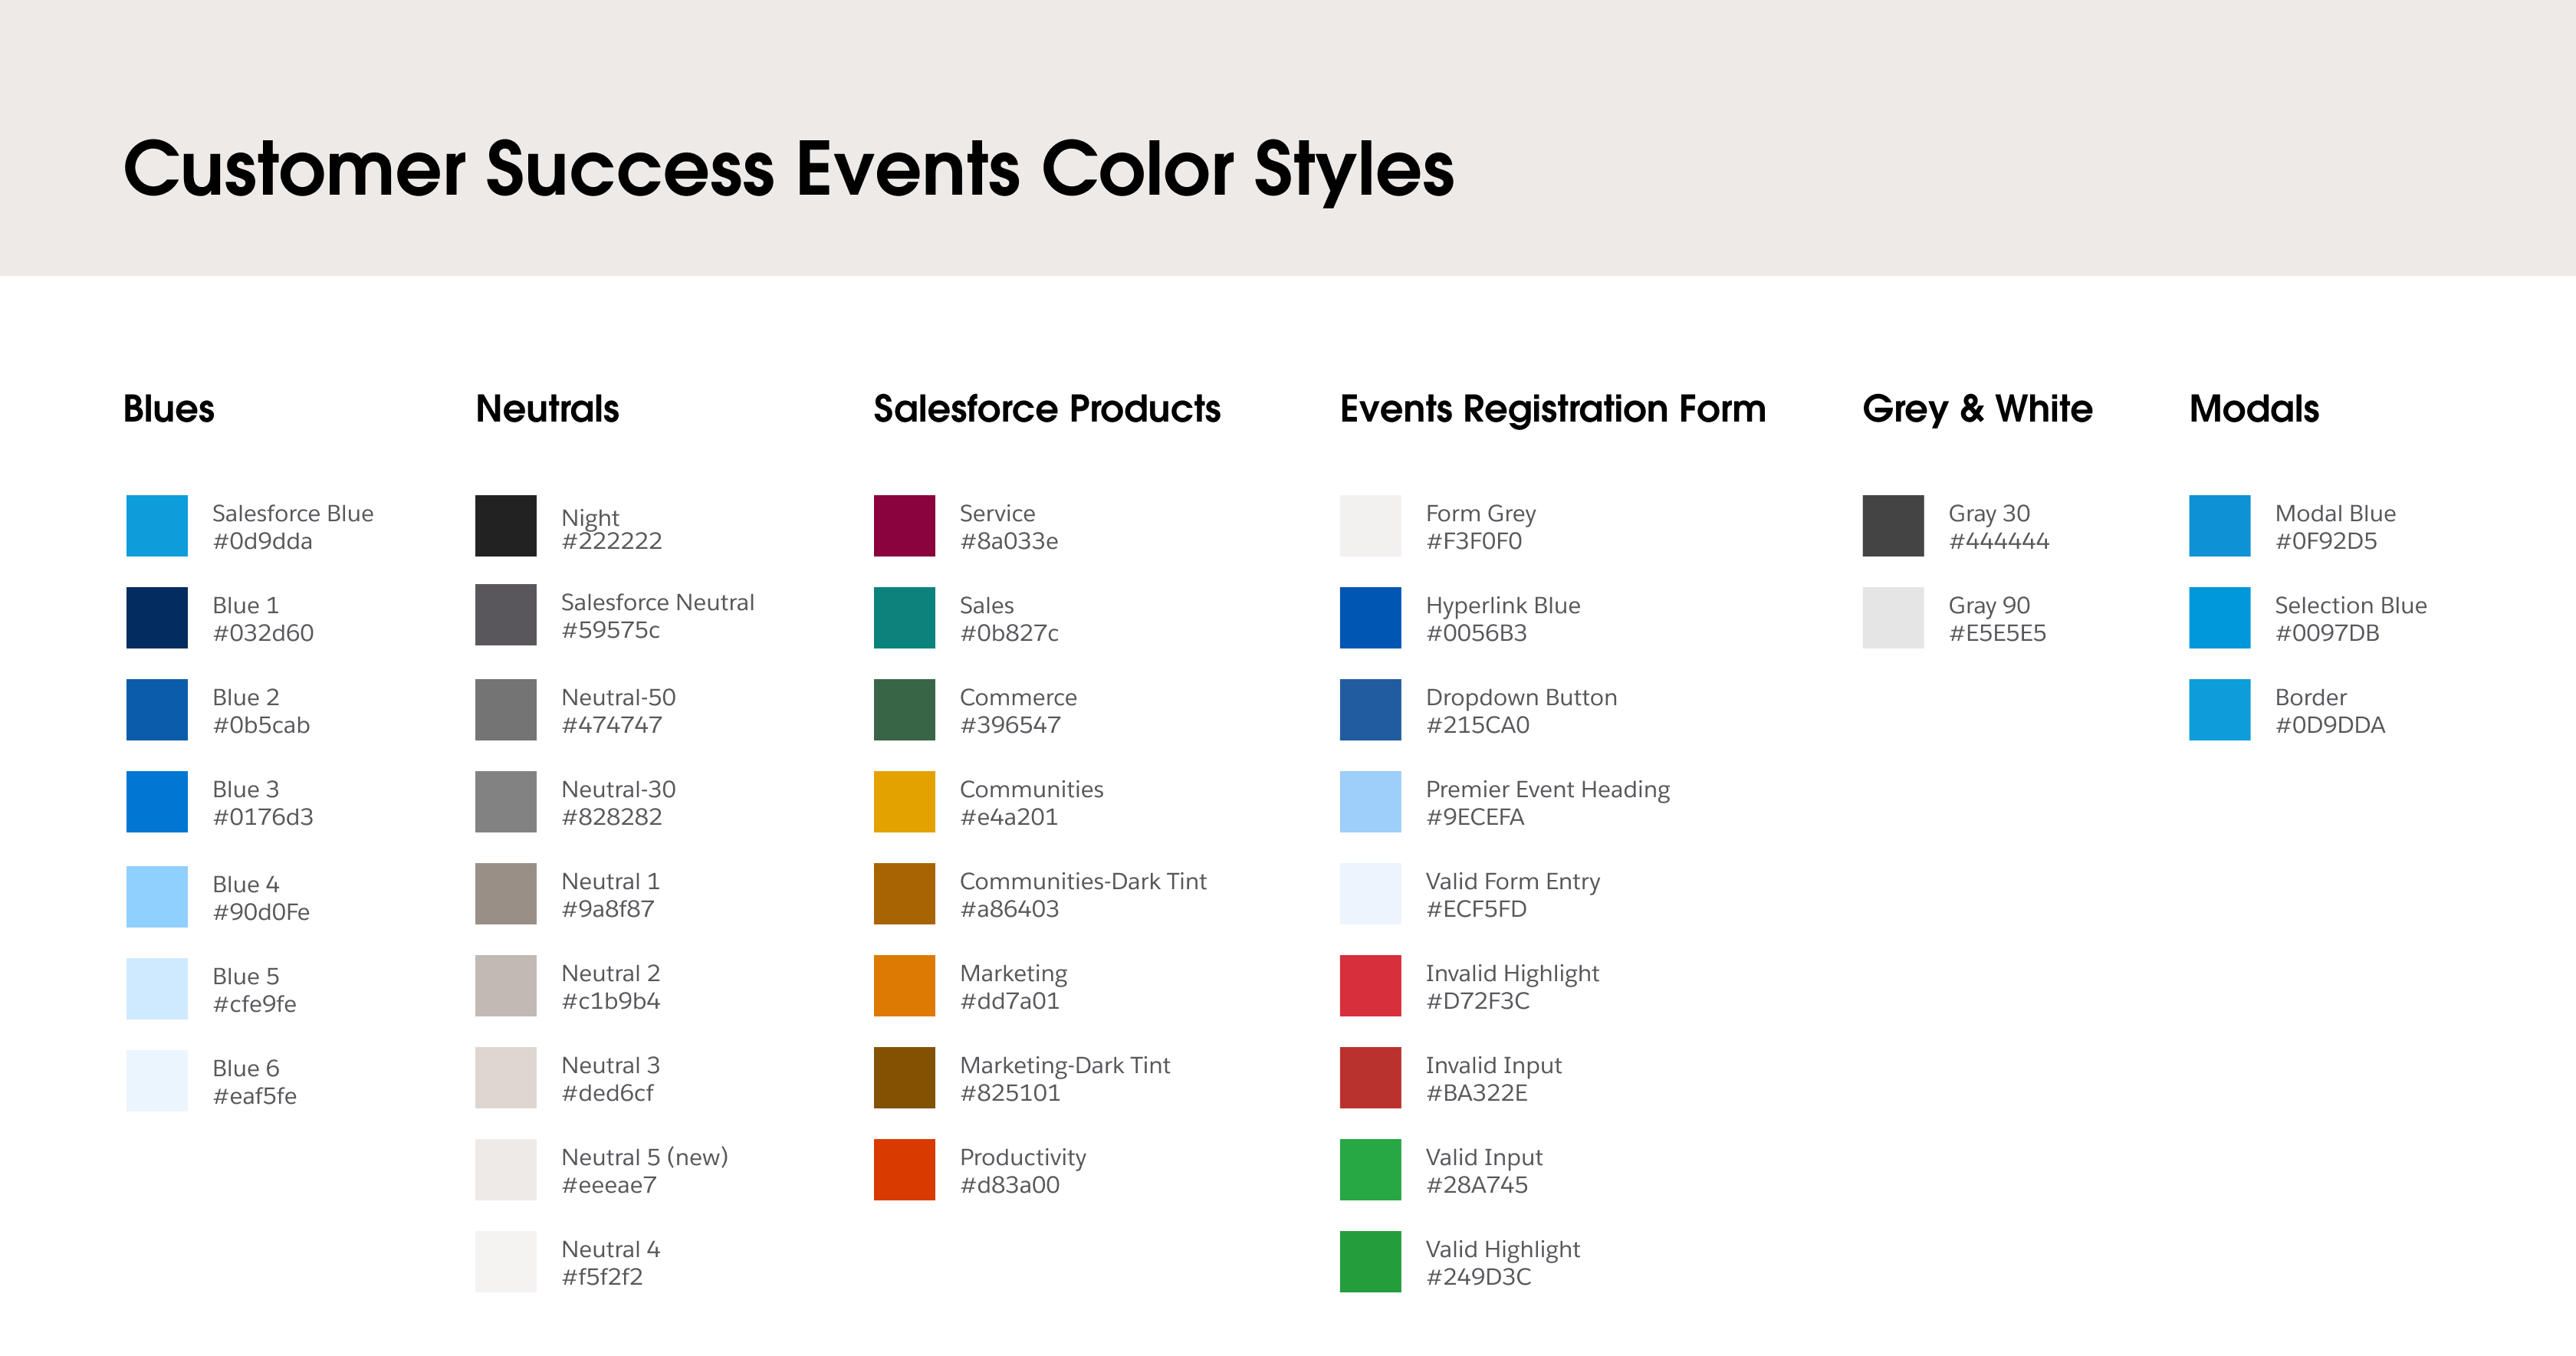 Customer Success Events Color Styles
Blues
Salesforce Blue
#0d9dda
Blue 1
#032d60
Blue 2
#0b5cab
Blue 3
#0176d3
Blue 4
#90d0Fe
Blue 5
#cfe9fe
Blue 6
#eaf5fe
Neutrals
Night
#222222
Salesforce Neutral
#59575c
Neutral-50
#474747
Neutral-30
#828282
Neutral 1
#9a8f87
Neutral 2
#c1b9b4
Neutral 3
#ded6cf
Neutral 5 (new)
#eeeae7
Neutral 4
#f5f2f2
Salesforce Products
Service
#8a033e
Sales
#0b827c
Commerce
#396547
Communities
#e4a201
Communities-Dark Tint
#a86403
Marketing
#dd7a01
Marketing-Dark Tint
#825101
Productivity
#d83a00
Events Registration Form
Form Grey
#F3F0F0
Hyperlink Blue
#0056B3
Dropdown Button
#215CA0
Premier Event Heading
#9ECEFA
Valid Form Entry
#ECF5FD
Invalid Highlight
#D72F3C
Invalid Input
#BA322E
Valid Input
#28A745
Valid Highlight
#249D3C
Grey & White
Gray 30
#444444
Gray 90
#E5E5E5
Modals
Modal Blue
#0F92D5
Selection Blue
#0097DB
Border
#0D9DDA